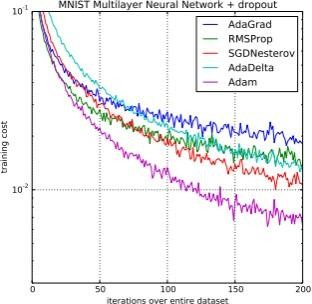 MNIST Multilayer Neural Network + dropout
10⁻¹
AdaGrad
RMSProp
SGDNesterov
AdaDelta
Adam
training cost
10⁻²
0 50 100 150 200
iterations over entire dataset